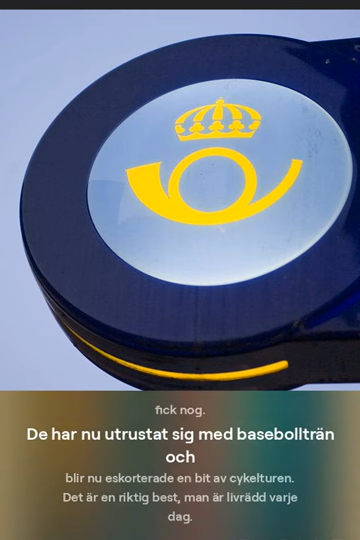 fick nog.
De har nu utrustat sig med basebollträn
och
blir nu eskorterade en bit av cykelturen.
Det är en riktig best, man är livrädd varje
dag.